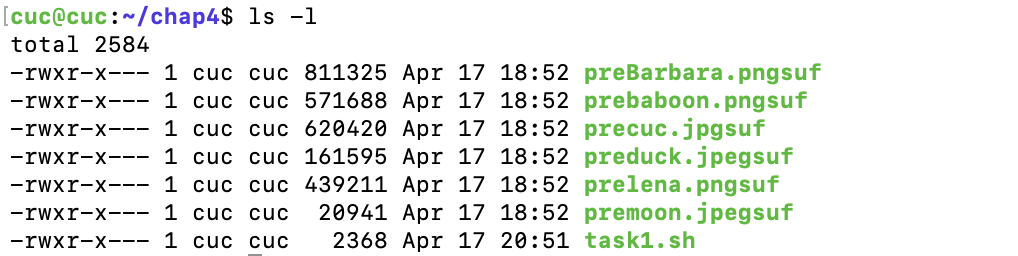 [cuc@cuc:~/chap4$ ls -l
total 2584
-rwxr-x--- 1 cuc cuc 811325 Apr 17 18:52 preBarbara.pngsuf
-rwxr-x--- 1 cuc cuc 571688 Apr 17 18:52 prebaboon.pngsuf
-rwxr-x--- 1 cuc cuc 620420 Apr 17 18:52 precuc.jpgsuf
-rwxr-x--- 1 cuc cuc 161595 Apr 17 18:52 preduck.jpegsuf
-rwxr-x--- 1 cuc cuc 439211 Apr 17 18:52 prelena.pngsuf
-rwxr-x--- 1 cuc cuc  20941 Apr 17 18:52 premoon.jpegsuf
-rwxr-x--- 1 cuc cuc   2368 Apr 17 20:51 task1.sh